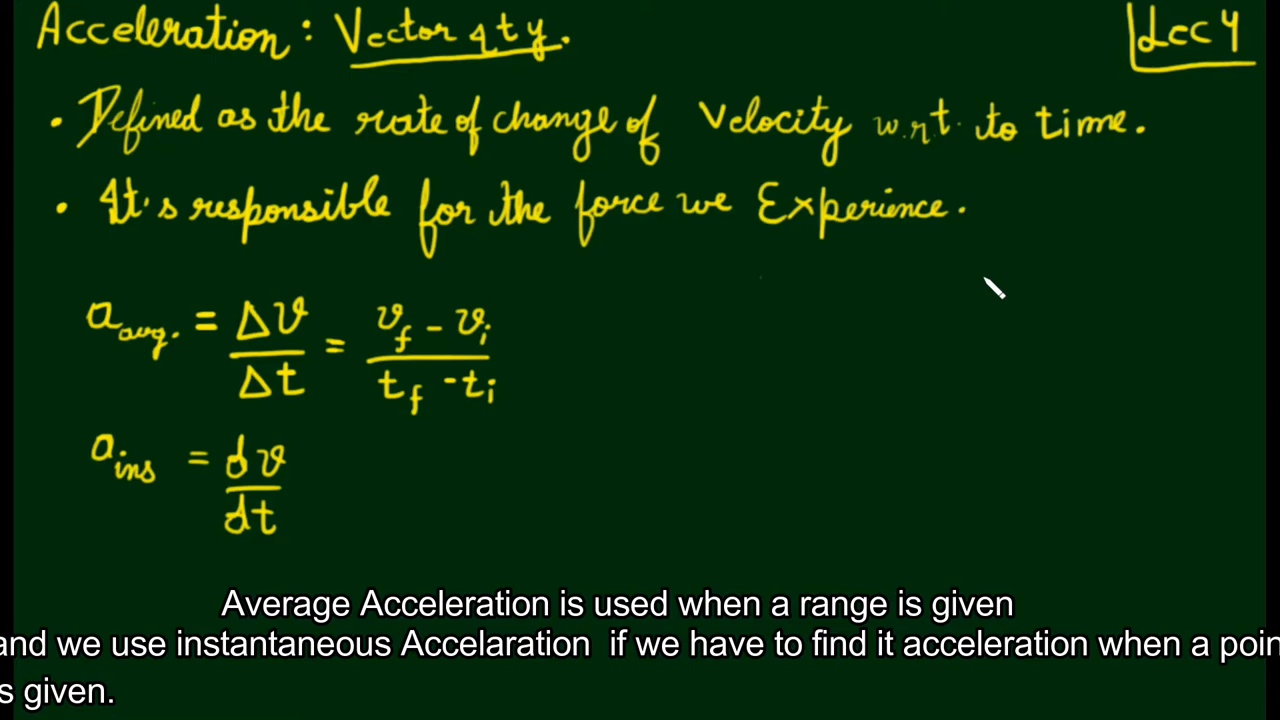 Acceleration : Vector qty.
Lec 4
• Defined as the rate of change of Velocity w.r.t. to time.
• It's responsible for the force we Experience.
a avg. = Δv/Δt = (v_f - v_i)/(t_f - t_i)
a ins = dv/dt
Average Acceleration is used when a range is given
and we use instantaneous Accelaration if we have to find it acceleration when a poin
s given.